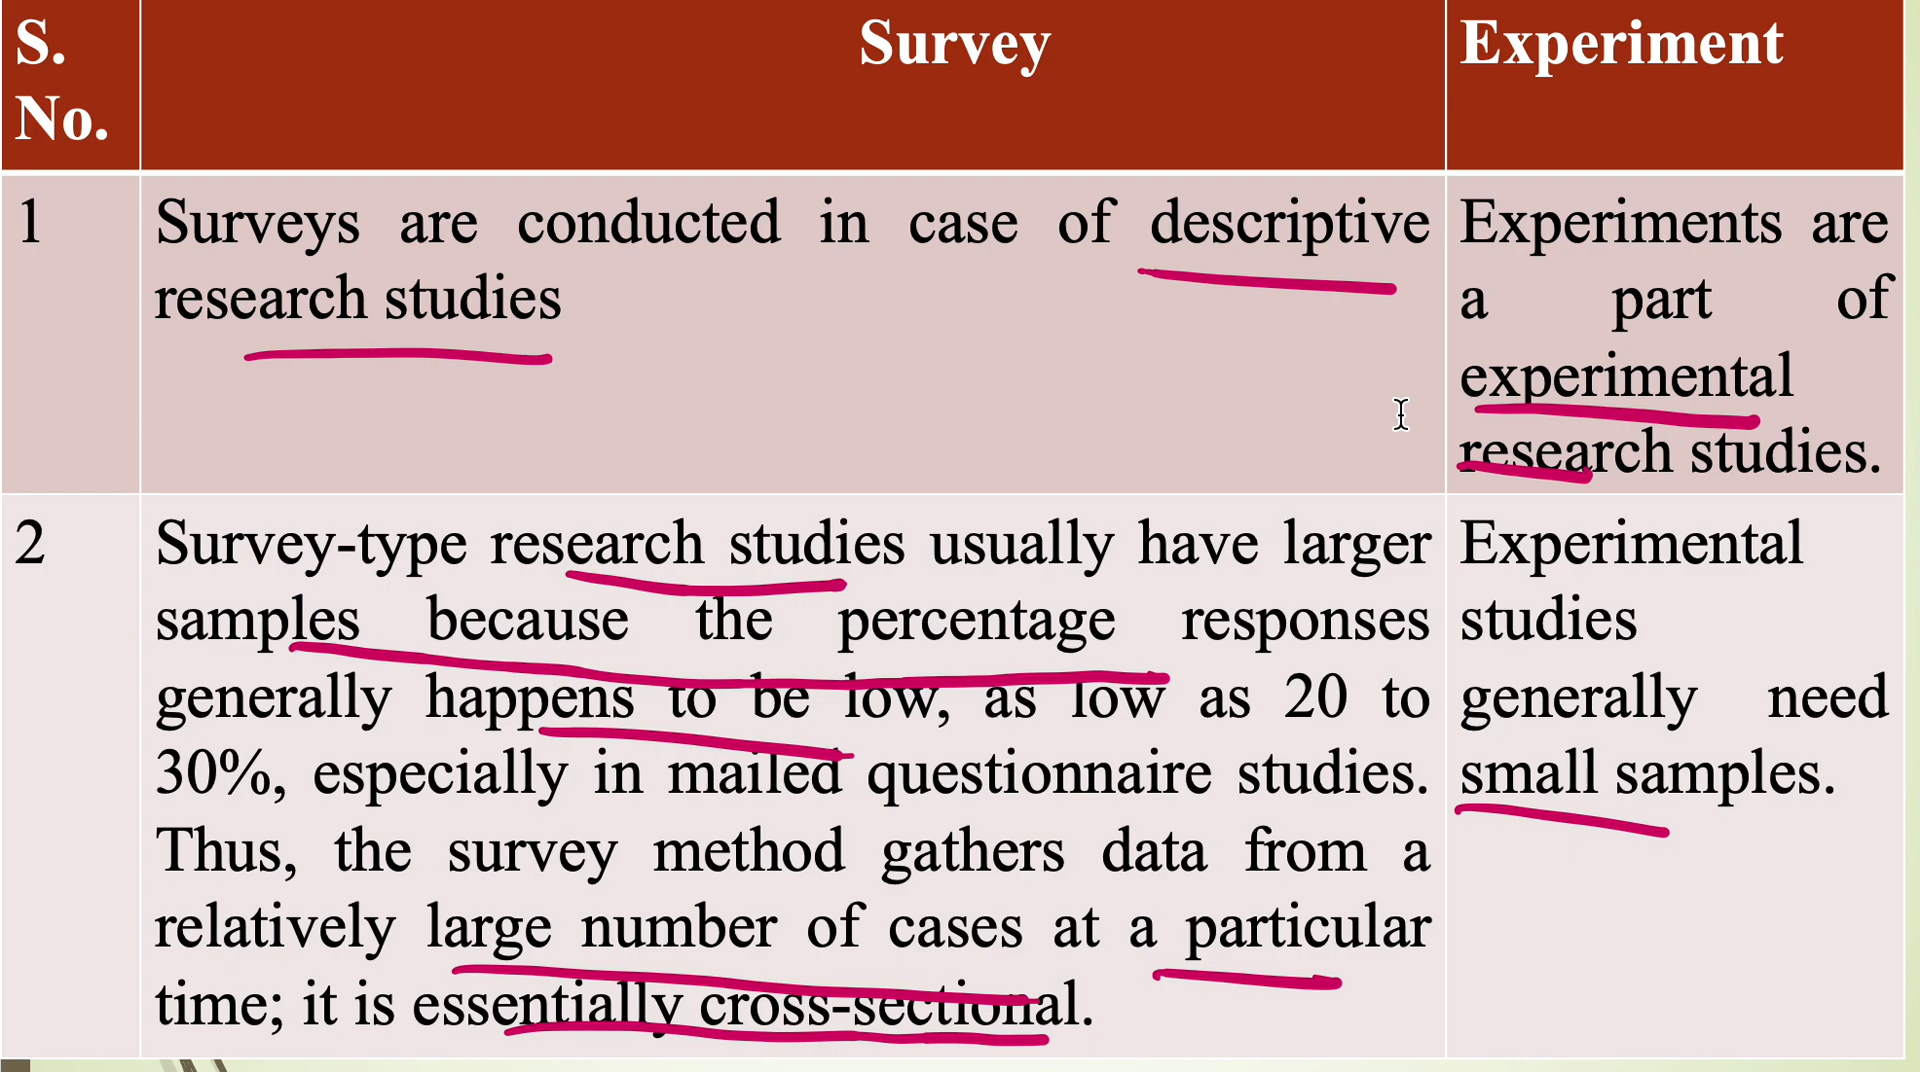 S. No.
Survey
Experiment
1
Surveys are conducted in case of descriptive
research studies
Experiments are
a part of
experimental
research studies.
2
Survey-type research studies usually have larger
samples because the percentage responses
generally happens to be low, as low as 20 to
30%, especially in mailed questionnaire studies.
Thus, the survey method gathers data from a
relatively large number of cases at a particular
time; it is essentially cross-sectional.
Experimental
studies
generally need
small samples.